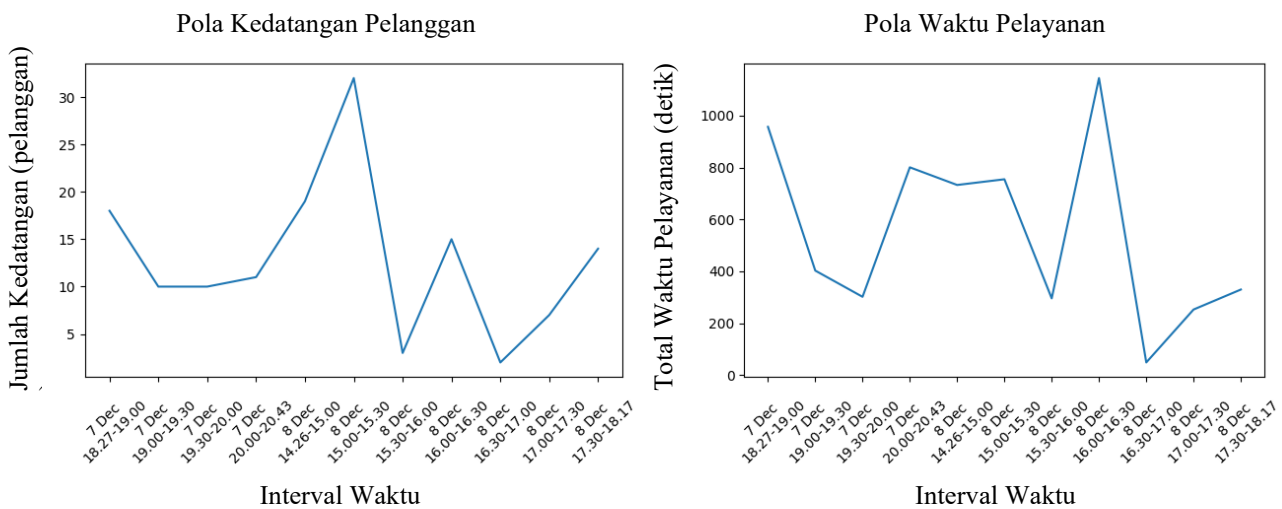 Pola Kedatangan Pelanggan
Jumlah Kedatangan (pelanggan)
30
25
20
15
10
5
7 Dec
18.27-19.00
7 Dec
19.00-19.30
7 Dec
19.30-20.00
7 Dec
20.00-20.43
8 Dec
14.26-15.00
8 Dec
15.00-15.30
8 Dec
15.30-16.00
8 Dec
16.00-16.30
8 Dec
16.30-17.00
8 Dec
17.00-17.30
8 Dec
17.30-18.17
Interval Waktu
Pola Waktu Pelayanan
Total Waktu Pelayanan (detik)
1000
800
600
400
200
0
7 Dec
18.27-19.00
7 Dec
19.00-19.30
7 Dec
19.30-20.00
7 Dec
20.00-20.43
8 Dec
14.26-15.00
8 Dec
15.00-15.30
8 Dec
15.30-16.00
8 Dec
16.00-16.30
8 Dec
16.30-17.00
8 Dec
17.00-17.30
8 Dec
17.30-18.17
Interval Waktu